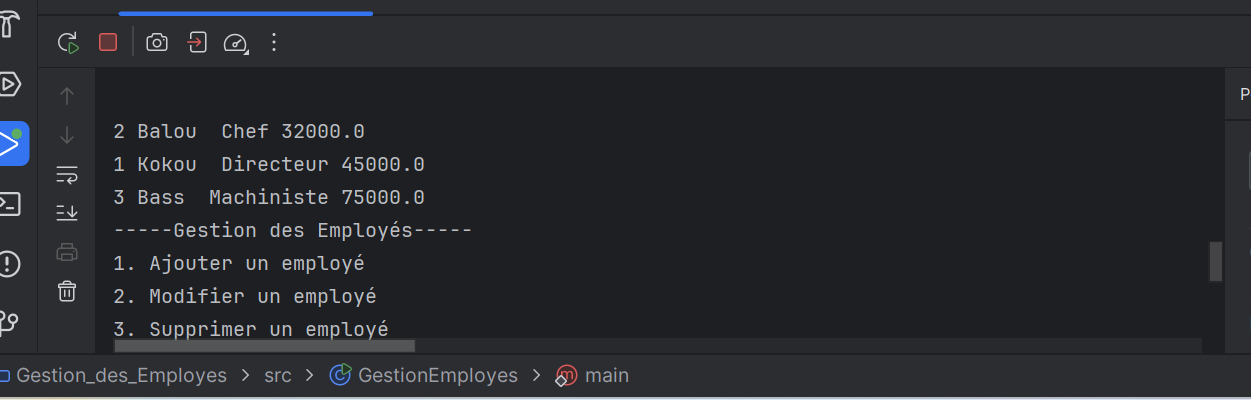 P
2 Balou  Chef 32000.0
1 Kokou  Directeur 45000.0
3 Bass  Machiniste 75000.0
-----Gestion des Employés-----
1. Ajouter un employé
2. Modifier un employé
3. Supprimer un employé
Gestion_des_Employes > src > GestionEmployes > main